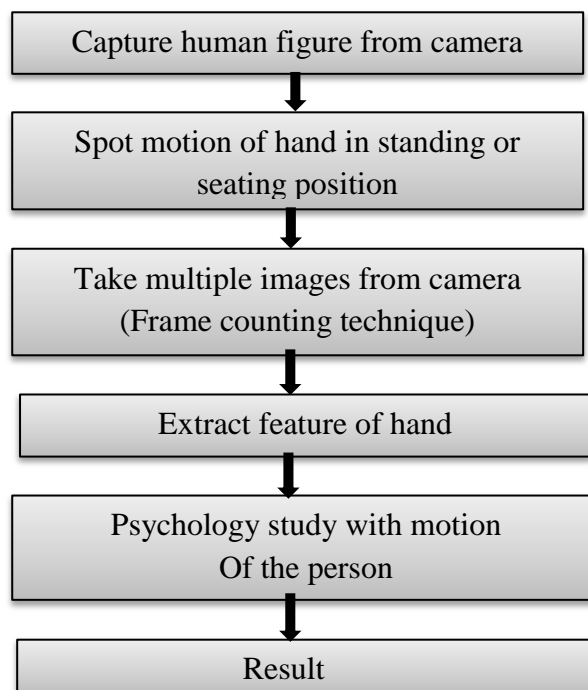 Capture human figure from camera
Spot motion of hand in standing or
seating position
Take multiple images from camera
(Frame counting technique)
Extract feature of hand
Psychology study with motion
Of the person
Result